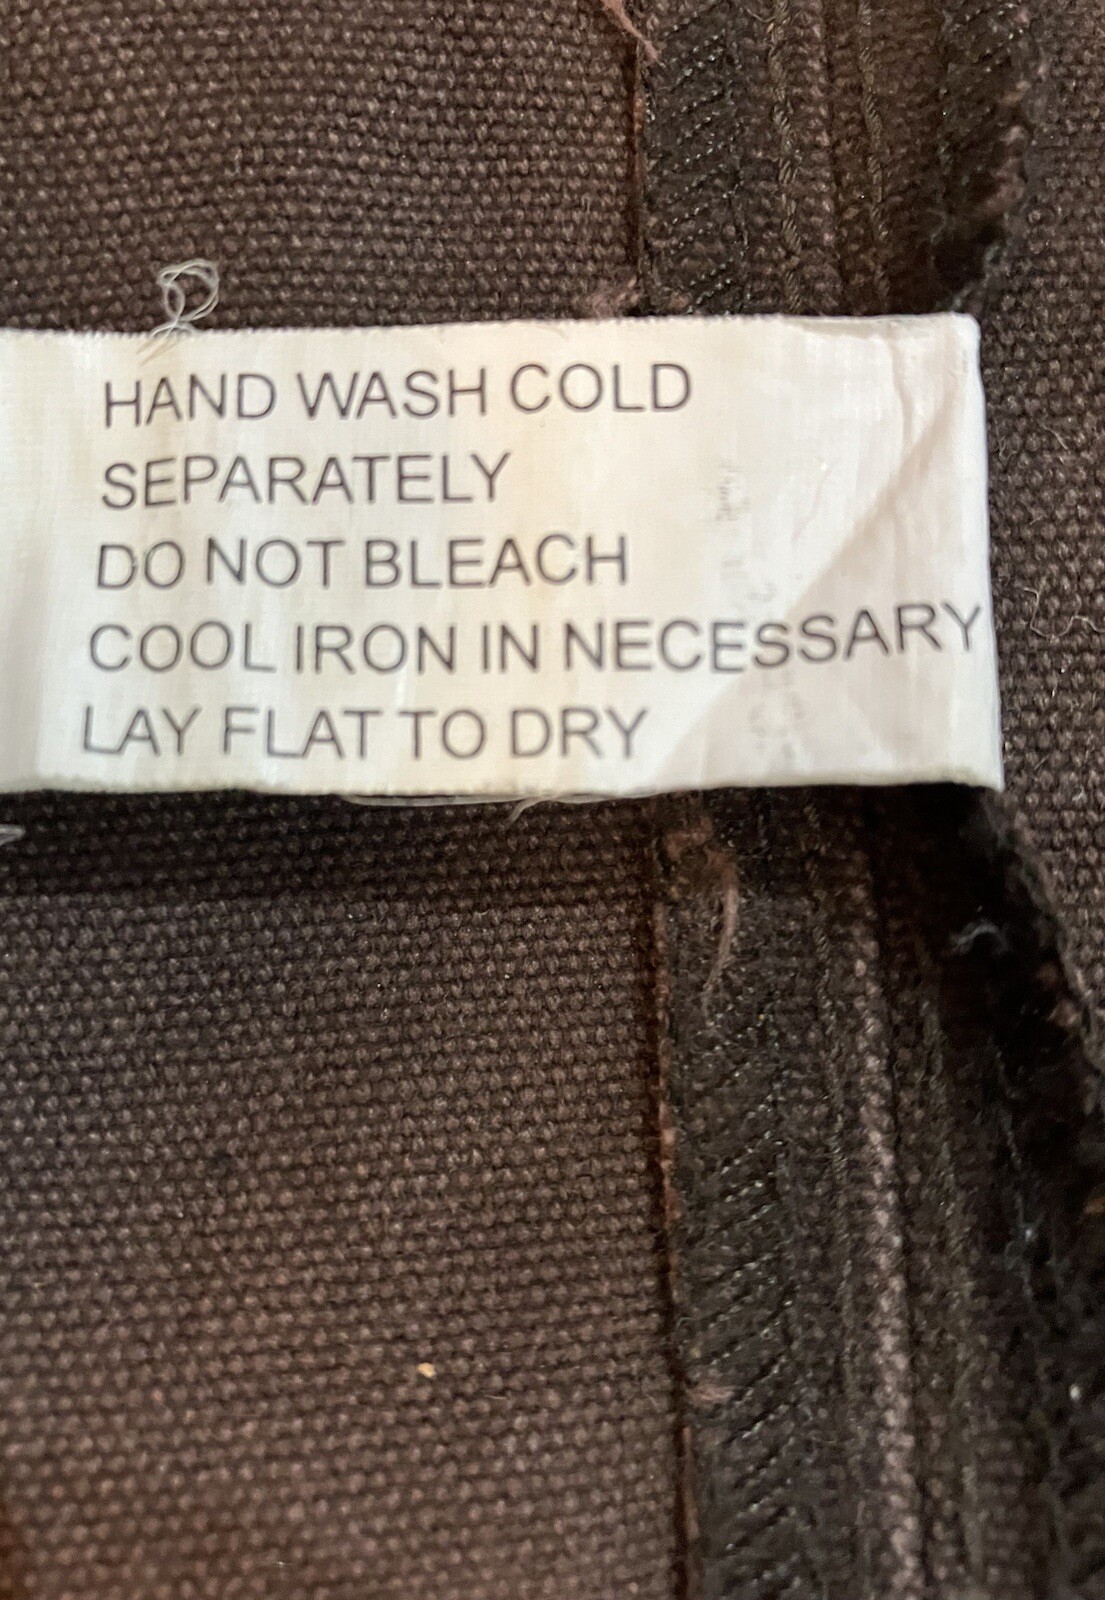 HAND WASH COLD
SEPARATELY
DO NOT BLEACH
COOL IRON IN NECESSARY
LAY FLAT TO DRY